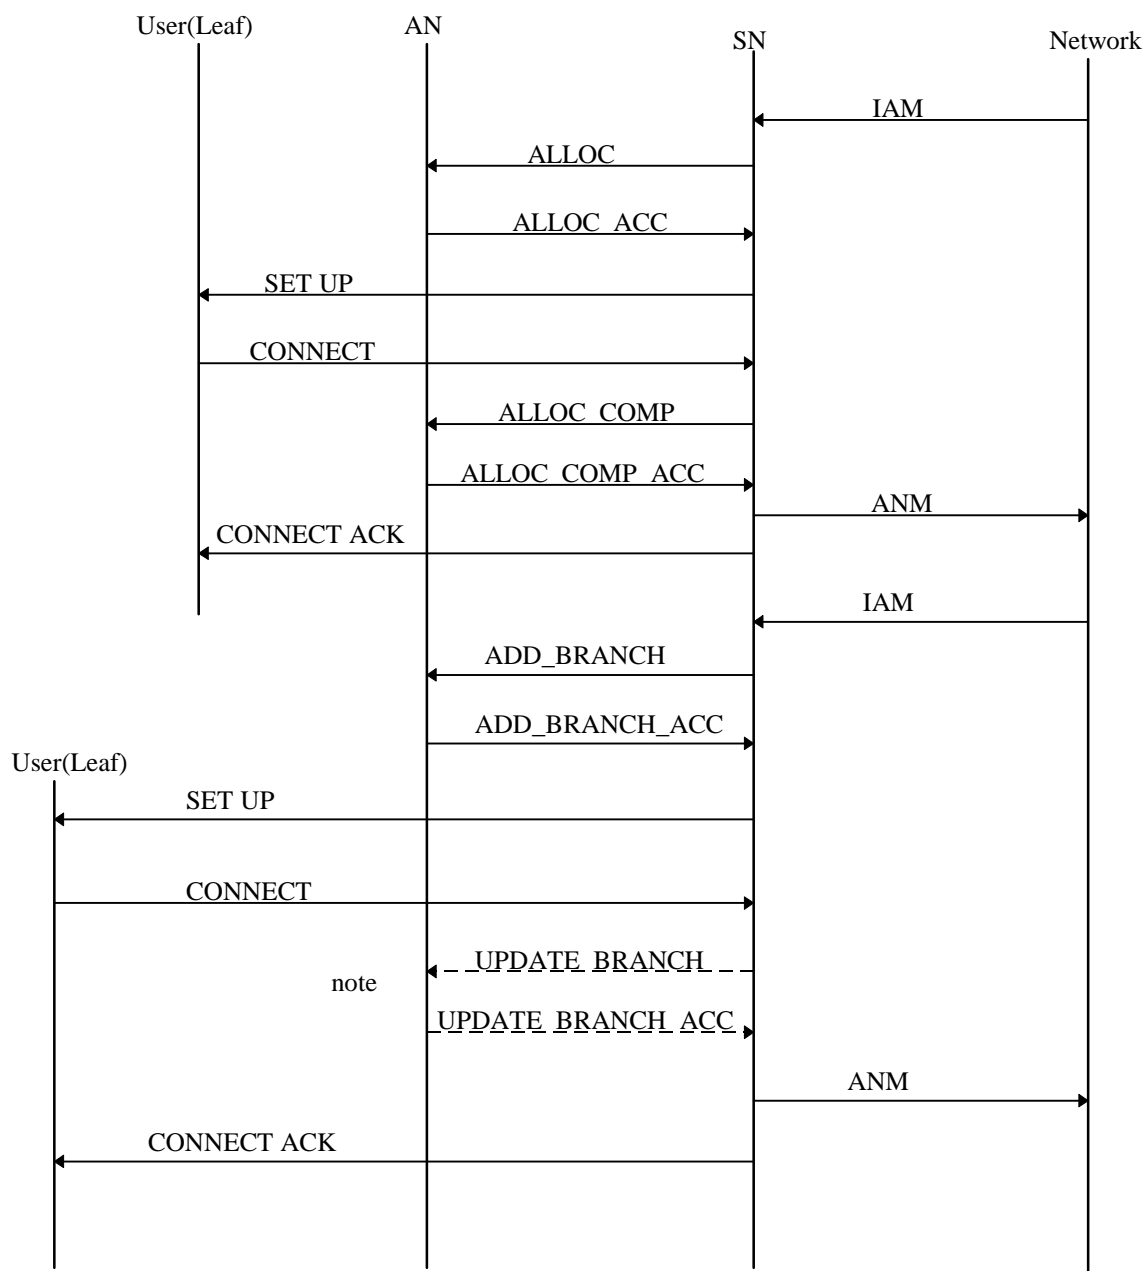 User(Leaf)
AN
SN
Network
IAM
ALLOC
ALLOC_ACC
SET UP
CONNECT
ALLOC_COMP
ALLOC_COMP_ACC
ANM
CONNECT ACK
IAM
ADD_BRANCH
ADD_BRANCH_ACC
User(Leaf)
SET UP
CONNECT
UPDATE_BRANCH
note
UPDATE_BRANCH_ACC
ANM
CONNECT ACK